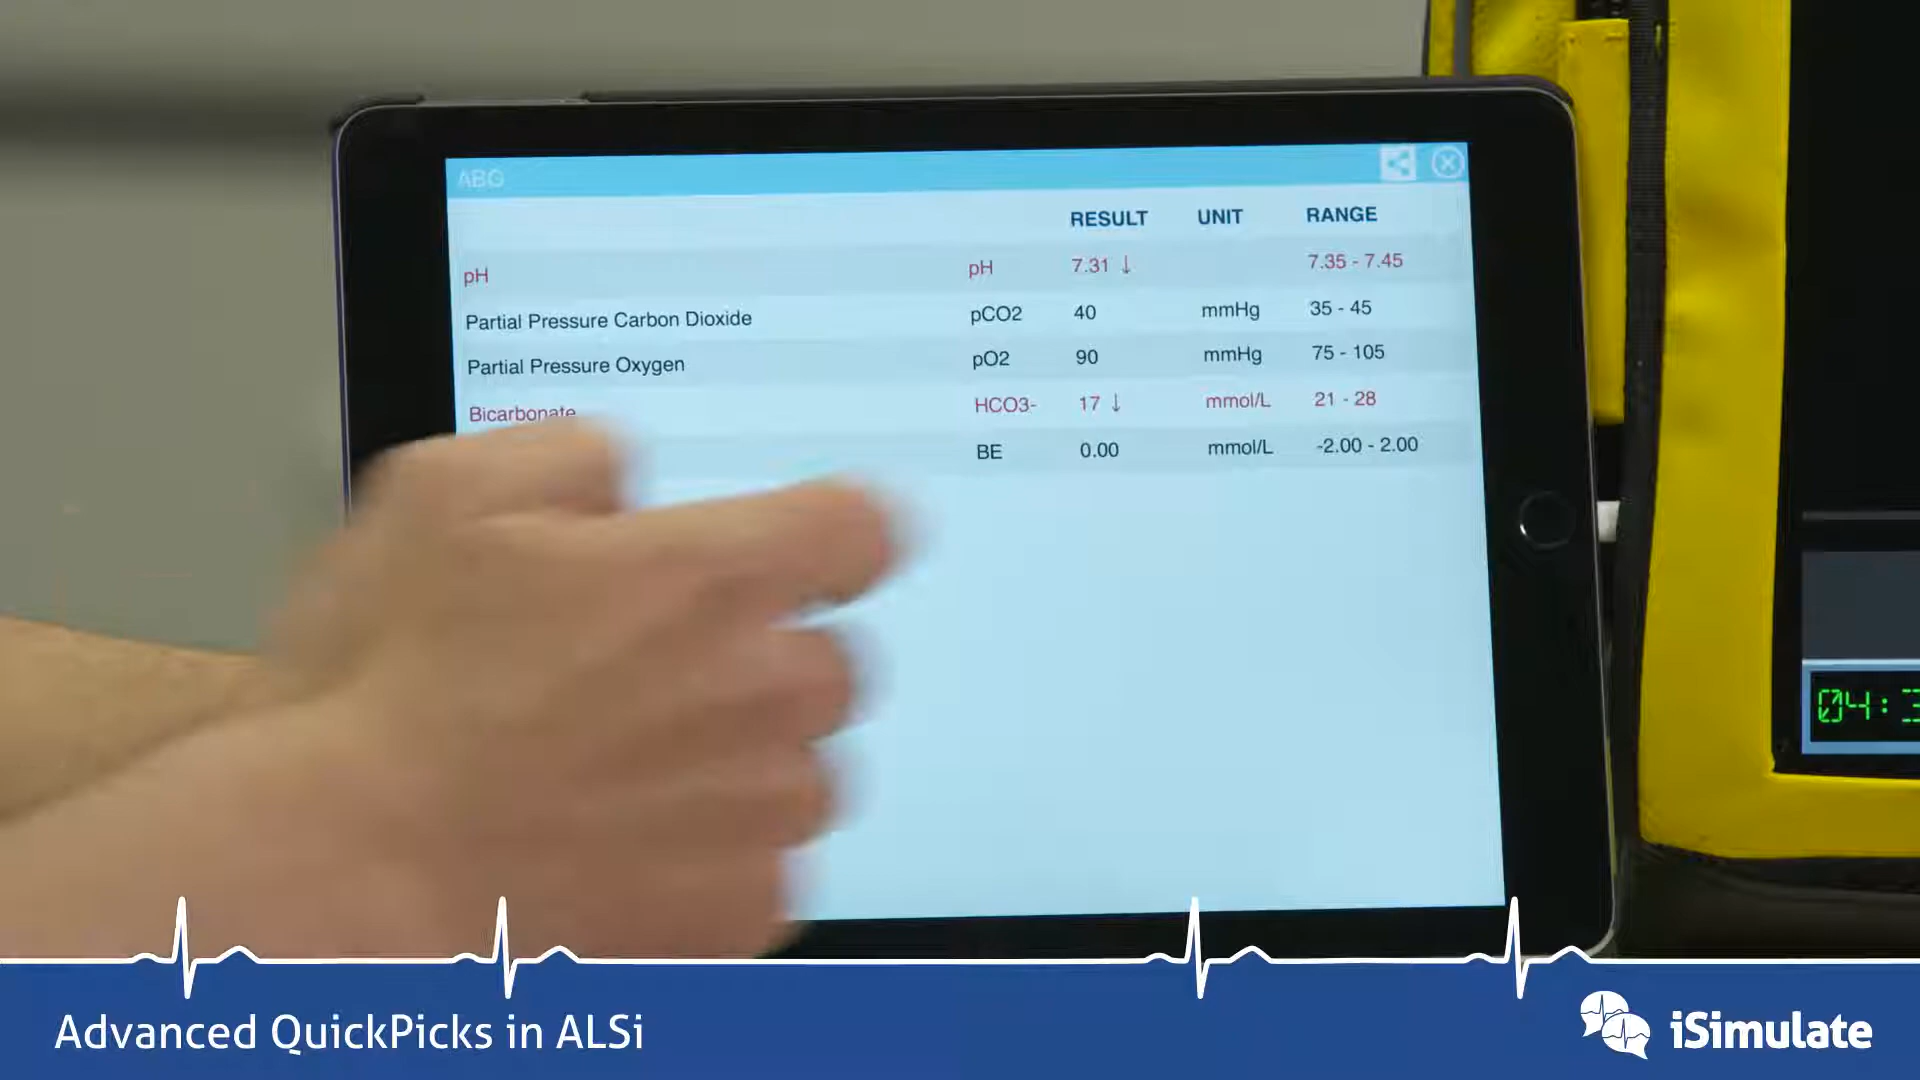 ABG
RESULT UNIT RANGE
pH pH 7.31 ↓ 7.35 - 7.45
Partial Pressure Carbon Dioxide pCO2 40 mmHg 35 - 45
Partial Pressure Oxygen pO2 90 mmHg 75 - 105
Bicarbonate HCO3- 17 ↓ mmol/L 21 - 28
BE 0.00 mmol/L -2.00 - 2.00
04:
Advanced QuickPicks in ALSi
iSimulate